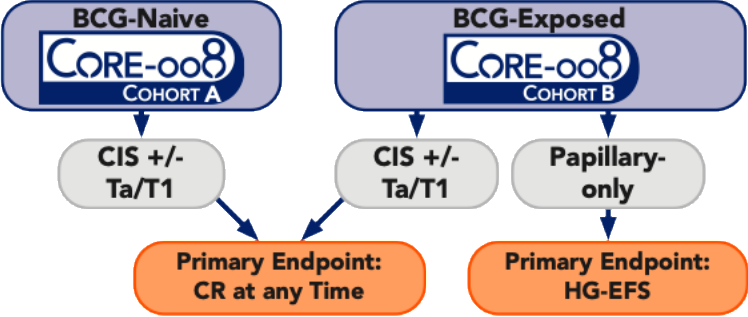 BCG-Naive
CORE-008
COHORT A
BCG-Exposed
CORE-008
COHORT B
CIS +/-
Ta/T1
CIS +/-
Ta/T1
Papillary-
only
Primary Endpoint:
CR at any Time
Primary Endpoint:
HG-EFS